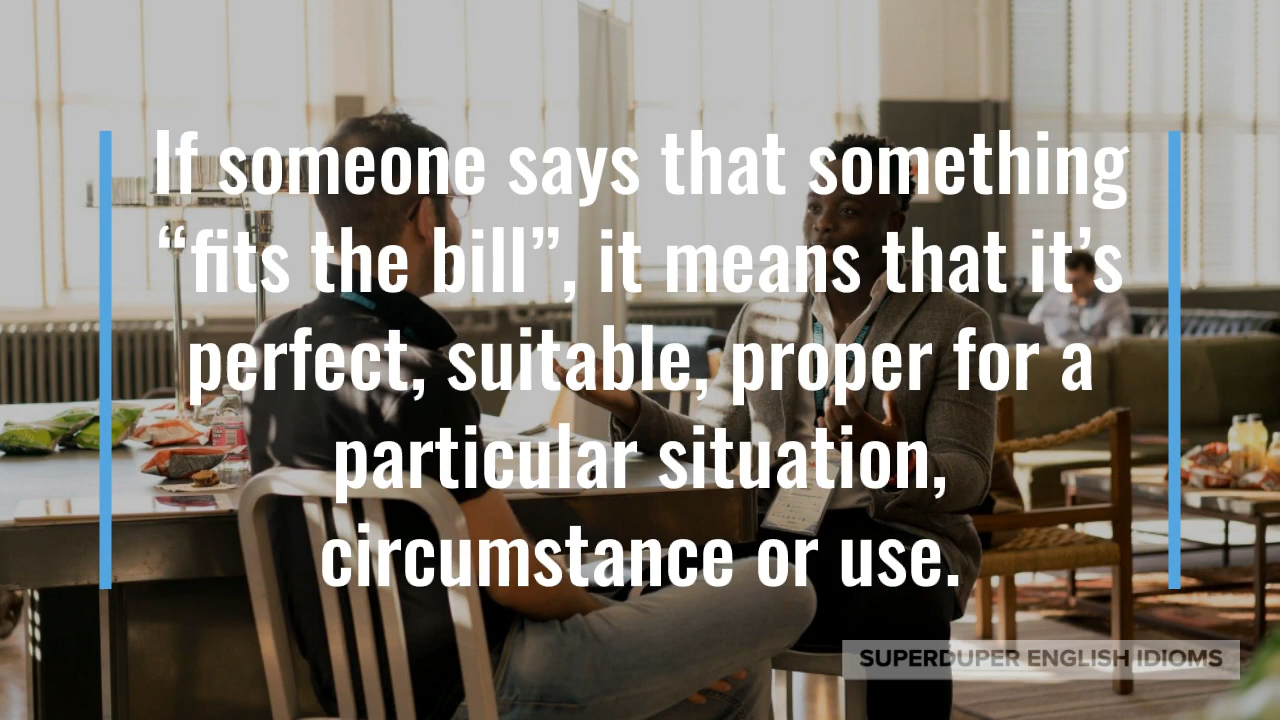 If someone says that something
“fits the bill”, it means that it’s
perfect, suitable, proper for a
particular situation,
circumstance or use.
SUPERDUPER ENGLISH IDIOMS